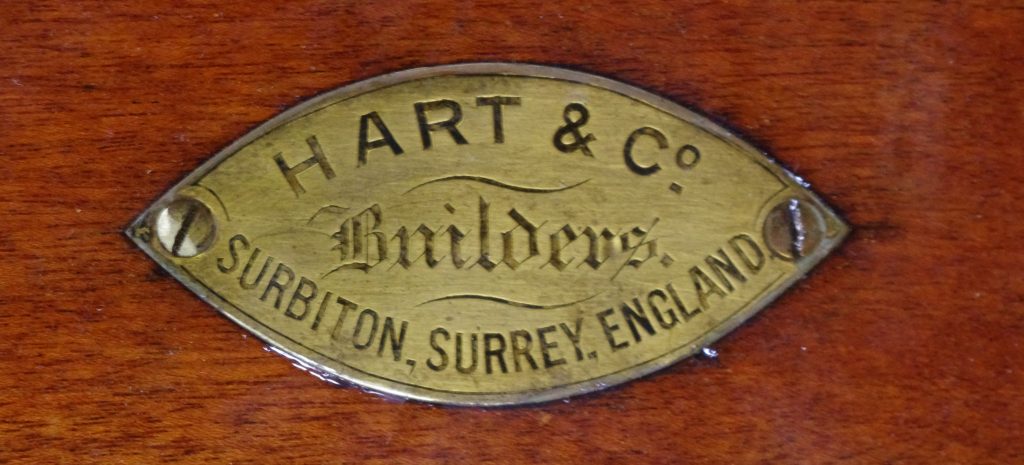 HART & Co.
Builders.
SURBITON, SURREY. ENGLAND